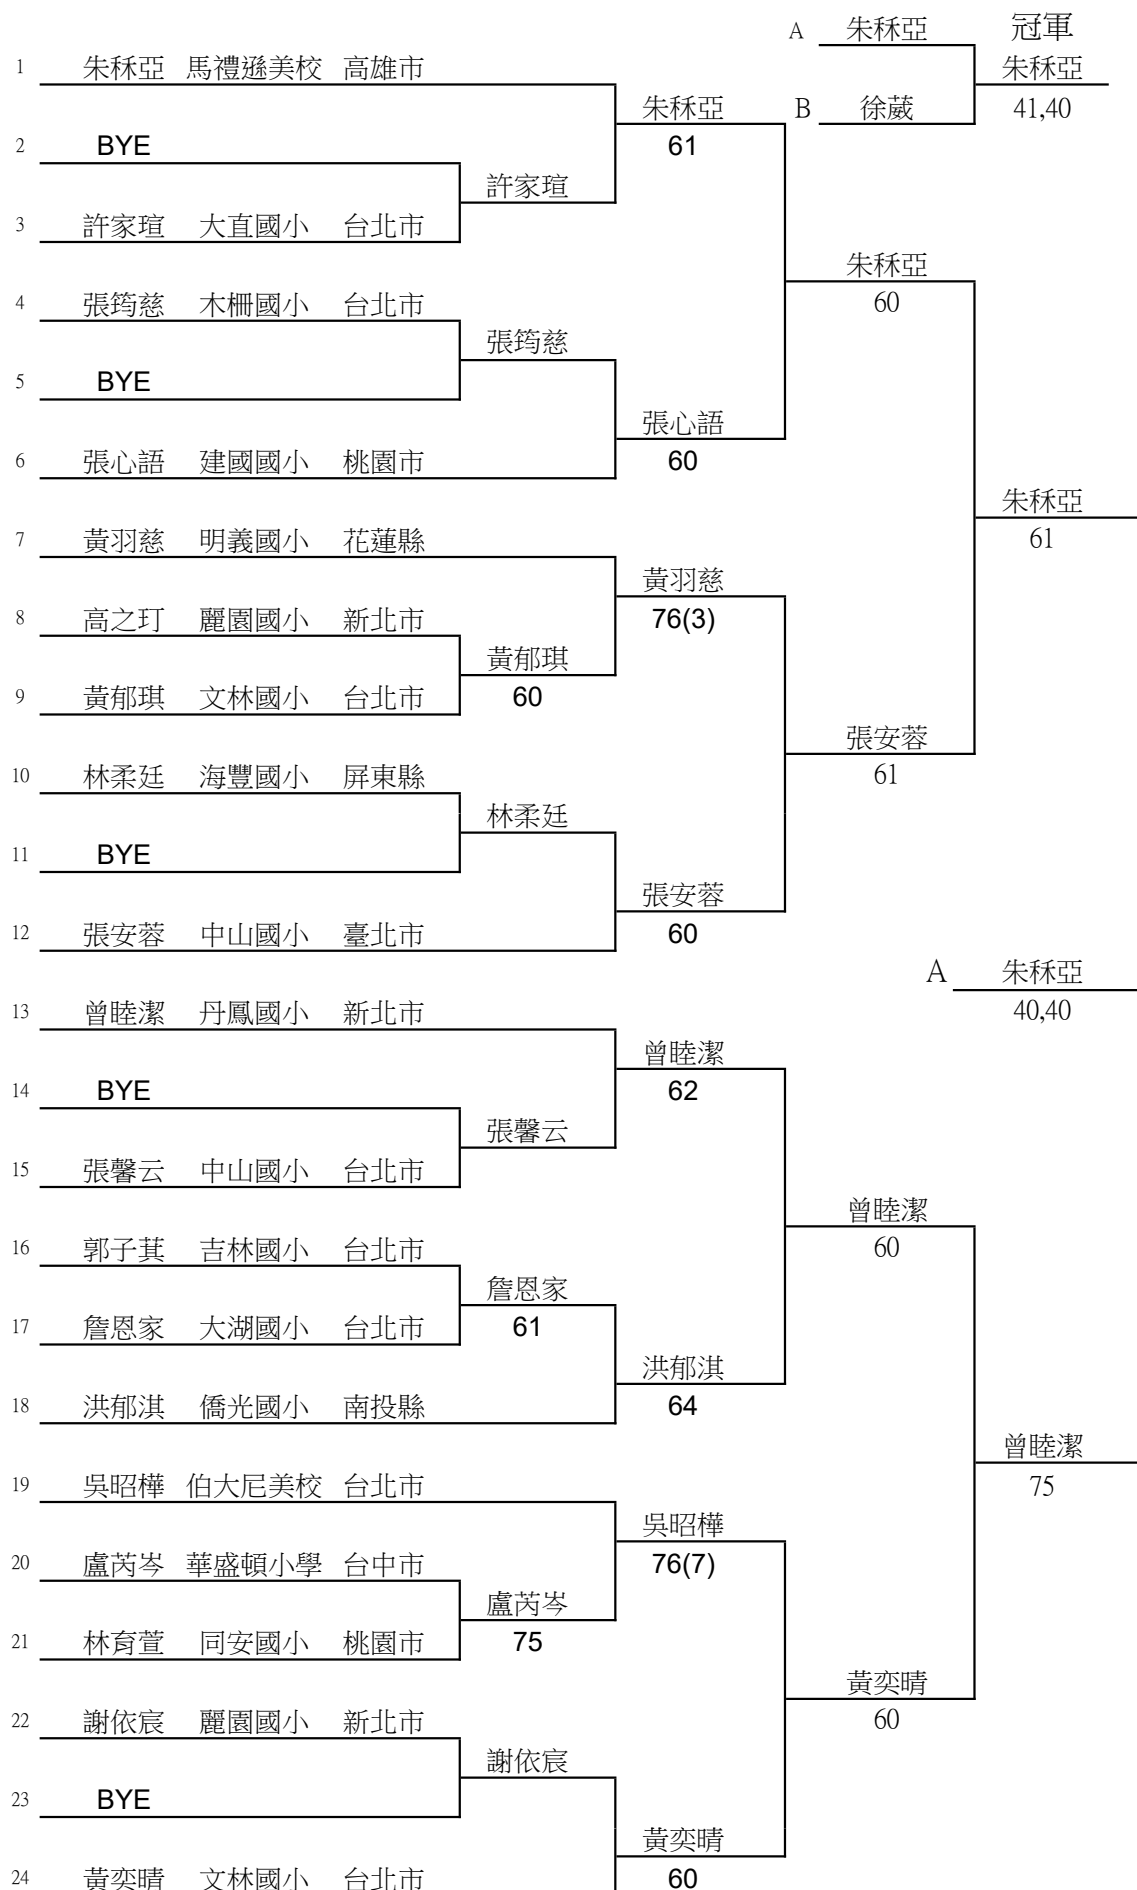 A 朱秝亞 冠軍
1 朱秝亞 馬禮遜美校 高雄市 朱秝亞
朱秝亞 B 徐葳 41,40
2 BYE 61
許家瑄
3 許家瑄 大直國小 台北市
朱秝亞
4 張筠慈 木柵國小 台北市 60
張筠慈
5 BYE
張心語
6 張心語 建國國小 桃園市 60
朱秝亞
7 黃羽慈 明義國小 花蓮縣 61
黃羽慈
8 高之玎 麗園國小 新北市 76(3)
黃郁琪
9 黃郁琪 文林國小 台北市 60
張安蓉
10 林柔廷 海豐國小 屏東縣 61
林柔廷
11 BYE
張安蓉
12 張安蓉 中山國小 臺北市 60
A 朱秝亞
13 曾睦潔 丹鳳國小 新北市 40,40
曾睦潔
14 BYE 62
張馨云
15 張馨云 中山國小 台北市
曾睦潔
16 郭子萁 吉林國小 台北市 60
詹恩家
17 詹恩家 大湖國小 台北市 61
洪郁淇
18 洪郁淇 僑光國小 南投縣 64
曾睦潔
19 吳昭樺 伯大尼美校 台北市 75
吳昭樺
20 盧芮岑 華盛頓小學 台中市 76(7)
盧芮岑
21 林育萱 同安國小 桃園市 75
黃奕晴
22 謝依宸 麗園國小 新北市 60
謝依宸
23 BYE
黃奕晴
24 黃奕晴 文林國小 台北市 60